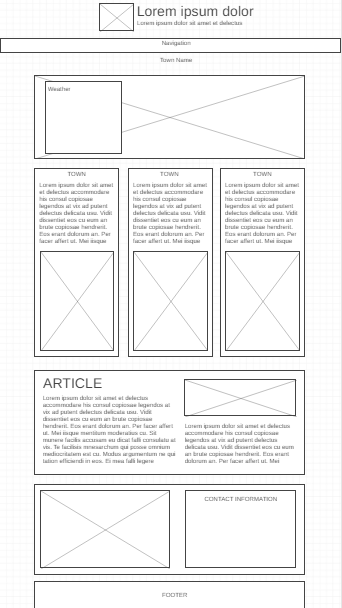 Lorem ipsum dolor
Lorem ipsum dolor sit amet et delectus
Navigation
Town Name
Weather
TOWN
Lorem ipsum dolor sit amei
et delectus accommodare
his consul copiosae
legendos at vix ad putent
delectus delicata usu. Vidit
dissentiet eos cu eum an
brute copiosae hendrerit.
Eos erant dolorum an. Per
facer affert ut. Mei iisque
TOWN
Lorem ipsum dolor sit amet
et delectus accommodare
his consul copiosae
legendos at vix ad putent
delectus delicata usu. Vidit
dissentiet eos cu eum an
brute copiosae hendrerit.
Eos erant dolorum an. Per
facer affert ut. Mei iisque
TOWN
Lorem ipsum dolor sit amet
et delectus accommodare
his consul copiosae
legendos at vix ad putent
delectus delicata usu. Vidit
dissentiet eos cu eum an
brute copiosae hendrerit.
Eos erant dolorum an. Per
facer affert ut. Mei iisque
ARTICLE
Lorem ipsum dolor sit amet et delectus
accommodare his consul copiosae legendos at
vix ad putent delectus delicata usu. Vidit
dissentiet eos cu eum an brute copiosae
hendrerit. Eos erant dolorum an. Per facer affert
ut. Mei iisque mentitum moderatius cu. Sit
munere facilis accusam eu dicat falli consulatu at
vis. Te facilisis mnesarchum qui posse omnium
mediocritatem est cu. Modus argumentum ne qui
tation efficiendi in eos. Ei mea falli legere
Lorem ipsum dolor sit amet et delectus
accommodare his consul copiosae
legendos at vix ad putent delectus
delicata usu. Vidit dissentiet eos cu eum
an brute copiosae hendrerit. Eos erant
dolorum an. Per facer affert ut. Mei
CONTACT INFORMATION
FOOTER